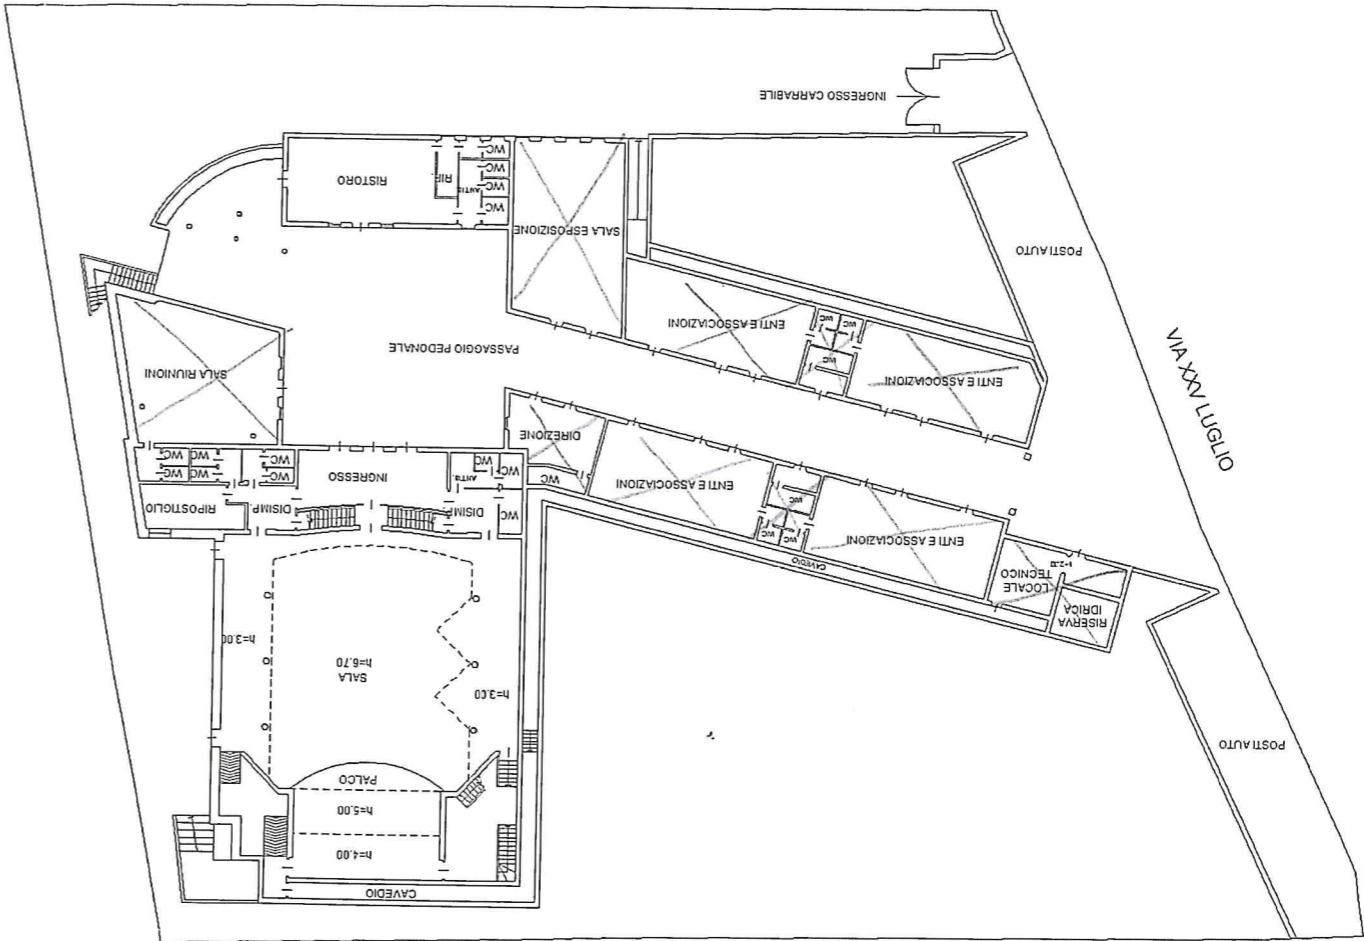 INGRESSO CARRABILE
WC
WC
WC
WC
ANTIS.
RIP.
RISTORO
SALA ESPOSIZIONE
POSTI AUTO
ENTI E ASSOCIAZIONI
WC
WC
WC
ENTI E ASSOCIAZIONI
PASSAGGIO PEDONALE
SALA RIUNIONI
VIA XXV LUGLIO
DIREZIONE
WC
ENTI E ASSOCIAZIONI
WC
WC
WC
ENTI E ASSOCIAZIONI
CAVEDIO
LOCALE
TECNICO
RISERVA
IDRICA
WC
WC
WC
WC
WC
WC
INGRESSO
ANTIS.
WC
WC
WC
RIPOSTIGLIO
DISIMP.
DISIMP.
h=3.00
SALA
h=6.70
h=3.00
PALCO
h=5.00
h=4.00
CAVEDIO
POSTI AUTO